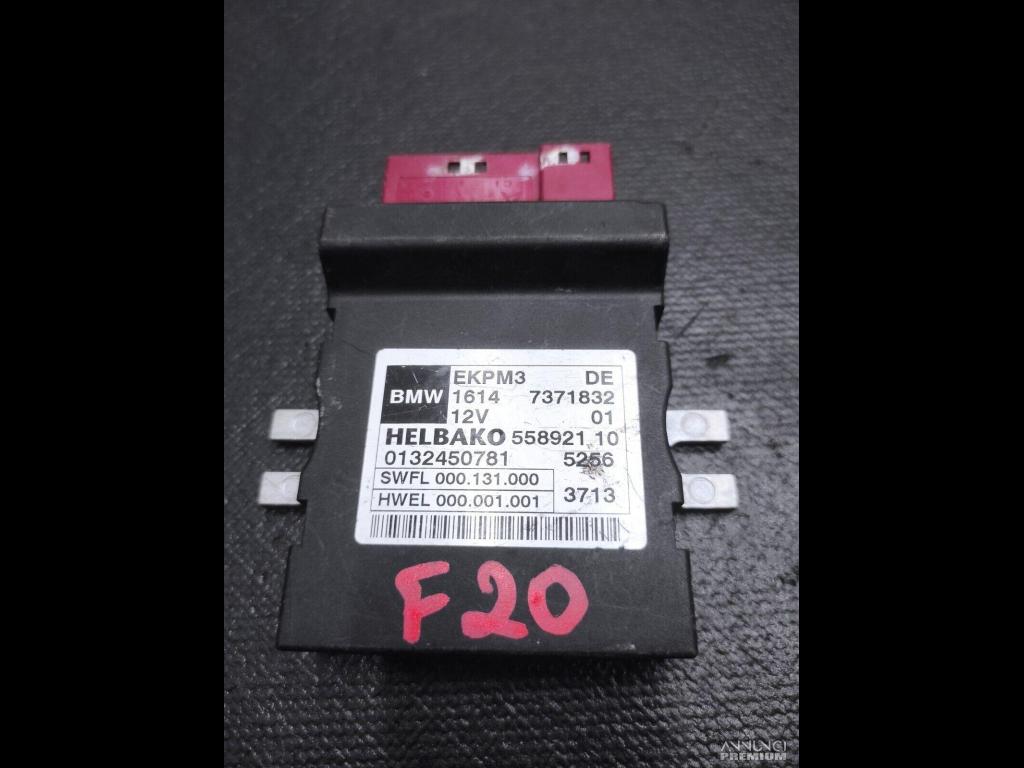 EKPM3 DE
BMW 1614 7371832
12V 01
HELBAKO 558921 10
0132450781 5256
SWFL 000.131.000
HWEL 000.001.001 3713
F20
ANNUNCI
PREMIUM